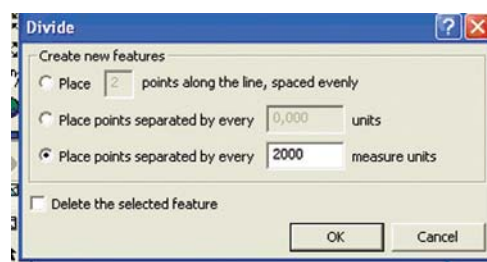 Divide
Create new features
Place 2 points along the line, spaced evenly
Place points separated by every 0,000 units
Place points separated by every 2000 measure units
Delete the selected feature
OK Cancel